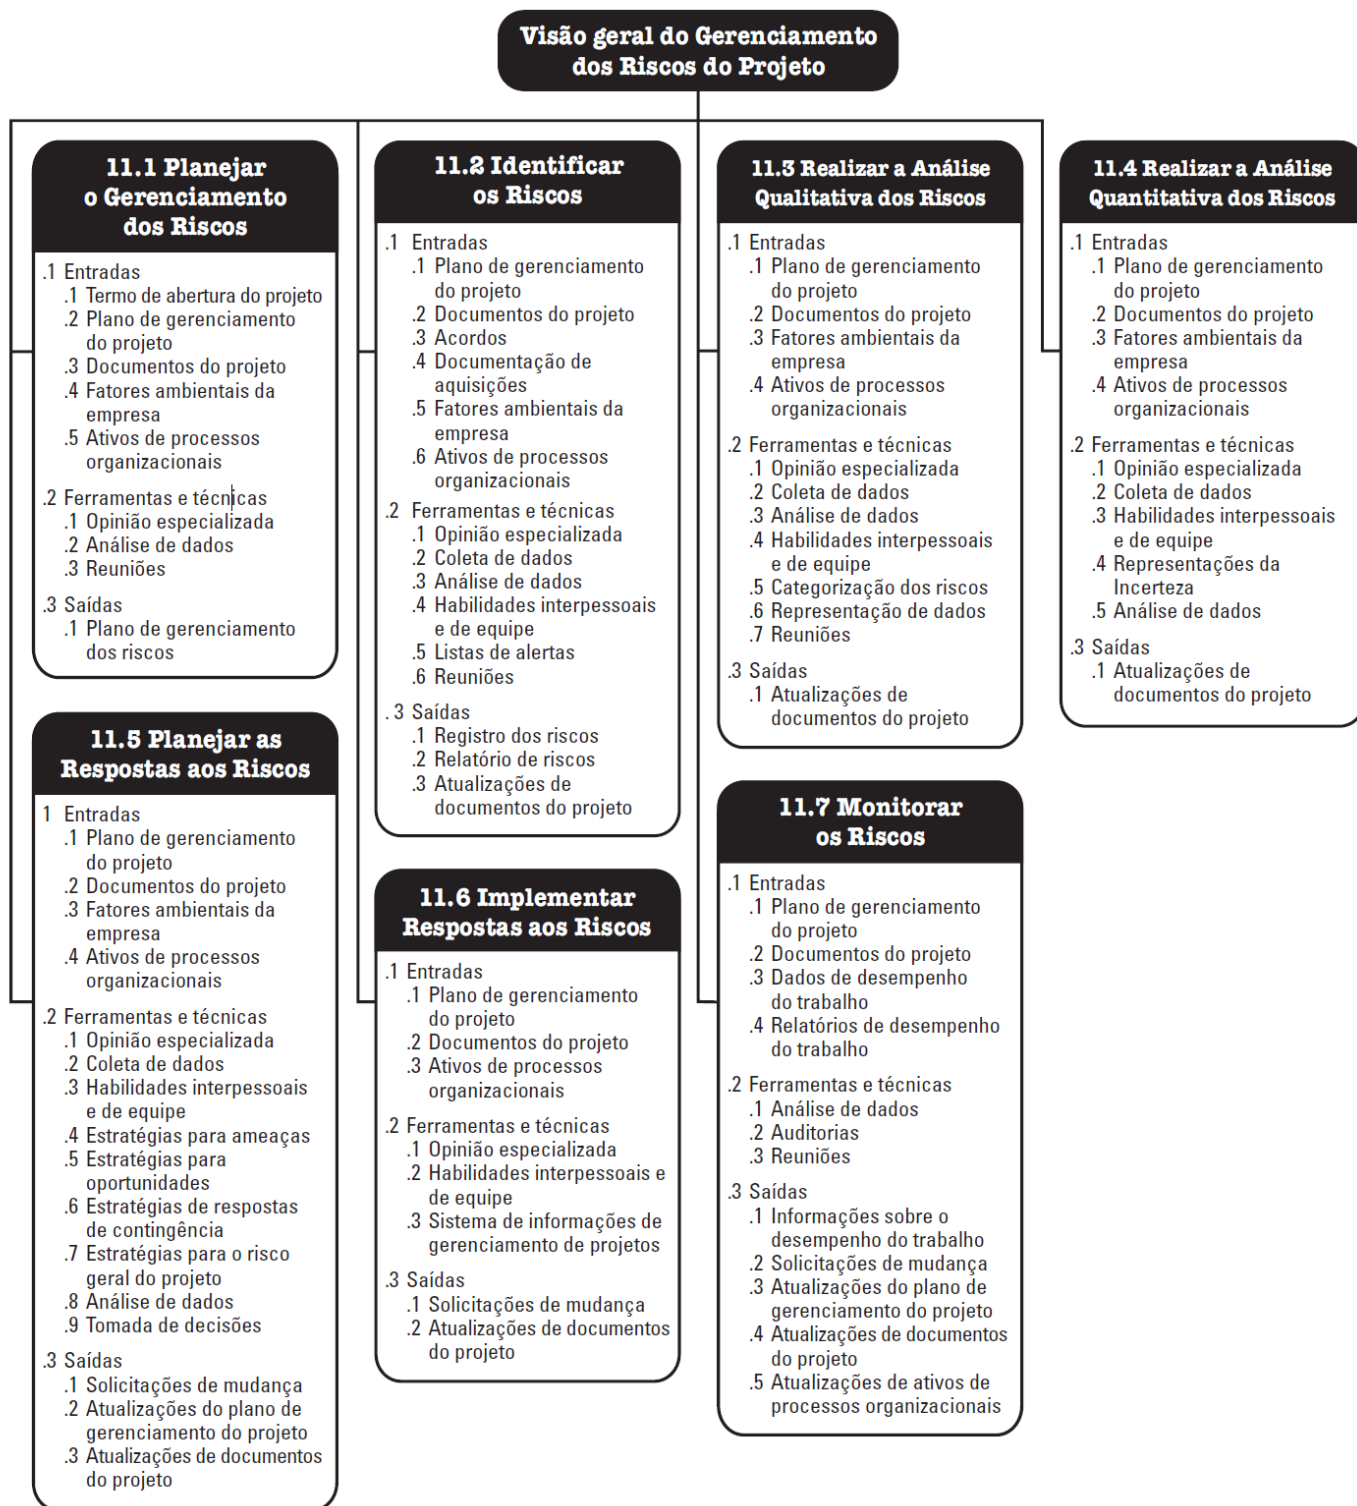 Visão geral do Gerenciamento
dos Riscos do Projeto
11.1 Planejar
o Gerenciamento
dos Riscos
.1 Entradas
.1 Termo de abertura do projeto
.2 Plano de gerenciamento
do projeto
.3 Documentos do projeto
.4 Fatores ambientais da
empresa
.5 Ativos de processos
organizacionais
.2 Ferramentas e técnicas
.1 Opinião especializada
.2 Análise de dados
.3 Reuniões
.3 Saídas
.1 Plano de gerenciamento
dos riscos
11.2 Identificar
os Riscos
.1 Entradas
.1 Plano de gerenciamento
do projeto
.2 Documentos do projeto
.3 Acordos
.4 Documentação de
aquisições
.5 Fatores ambientais da
empresa
.6 Ativos de processos
organizacionais
.2 Ferramentas e técnicas
.1 Opinião especializada
.2 Coleta de dados
.3 Análise de dados
.4 Habilidades interpessoais
e de equipe
.5 Listas de alertas
.6 Reuniões
. 3 Saídas
.1 Registro dos riscos
.2 Relatório de riscos
.3 Atualizações de
documentos do projeto
11.3 Realizar a Análise
Qualitativa dos Riscos
.1 Entradas
.1 Plano de gerenciamento
do projeto
.2 Documentos do projeto
.3 Fatores ambientais da
empresa
.4 Ativos de processos
organizacionais
.2 Ferramentas e técnicas
.1 Opinião especializada
.2 Coleta de dados
.3 Análise de dados
.4 Habilidades interpessoais
e de equipe
.5 Categorização dos riscos
.6 Representação de dados
.7 Reuniões
.3 Saídas
.1 Atualizações de
documentos do projeto
11.4 Realizar a Análise
Quantitativa dos Riscos
.1 Entradas
.1 Plano de gerenciamento
do projeto
.2 Documentos do projeto
.3 Fatores ambientais da
empresa
.4 Ativos de processos
organizacionais
.2 Ferramentas e técnicas
.1 Opinião especializada
.2 Coleta de dados
.3 Habilidades interpessoais
e de equipe
.4 Representações da
Incerteza
.5 Análise de dados
.3 Saídas
.1 Atualizações de
documentos do projeto
11.5 Planejar as
Respostas aos Riscos
1 Entradas
.1 Plano de gerenciamento
do projeto
.2 Documentos do projeto
.3 Fatores ambientais da
empresa
.4 Ativos de processos
organizacionais
.2 Ferramentas e técnicas
.1 Opinião especializada
.2 Coleta de dados
.3 Habilidades interpessoais
e de equipe
.4 Estratégias para ameaças
.5 Estratégias para
oportunidades
.6 Estratégias de respostas
de contingência
.7 Estratégias para o risco
geral do projeto
.8 Análise de dados
.9 Tomada de decisões
.3 Saídas
.1 Solicitações de mudança
.2 Atualizações do plano de
gerenciamento do projeto
.3 Atualizações de documentos
do projeto
11.6 Implementar
Respostas aos Riscos
.1 Entradas
.1 Plano de gerenciamento
do projeto
.2 Documentos do projeto
.3 Ativos de processos
organizacionais
.2 Ferramentas e técnicas
.1 Opinião especializada
.2 Habilidades interpessoais e
de equipe
.3 Sistema de informações de
gerenciamento de projetos
.3 Saídas
.1 Solicitações de mudança
.2 Atualizações de documentos
do projeto
11.7 Monitorar
os Riscos
.1 Entradas
.1 Plano de gerenciamento
do projeto
.2 Documentos do projeto
.3 Dados de desempenho
do trabalho
.4 Relatórios de desempenho
do trabalho
.2 Ferramentas e técnicas
.1 Análise de dados
.2 Auditorias
.3 Reuniões
.3 Saídas
.1 Informações sobre o
desempenho do trabalho
.2 Solicitações de mudança
.3 Atualizações do plano de
gerenciamento do projeto
.4 Atualizações de documentos
do projeto
.5 Atualizações de ativos de
processos organizacionais